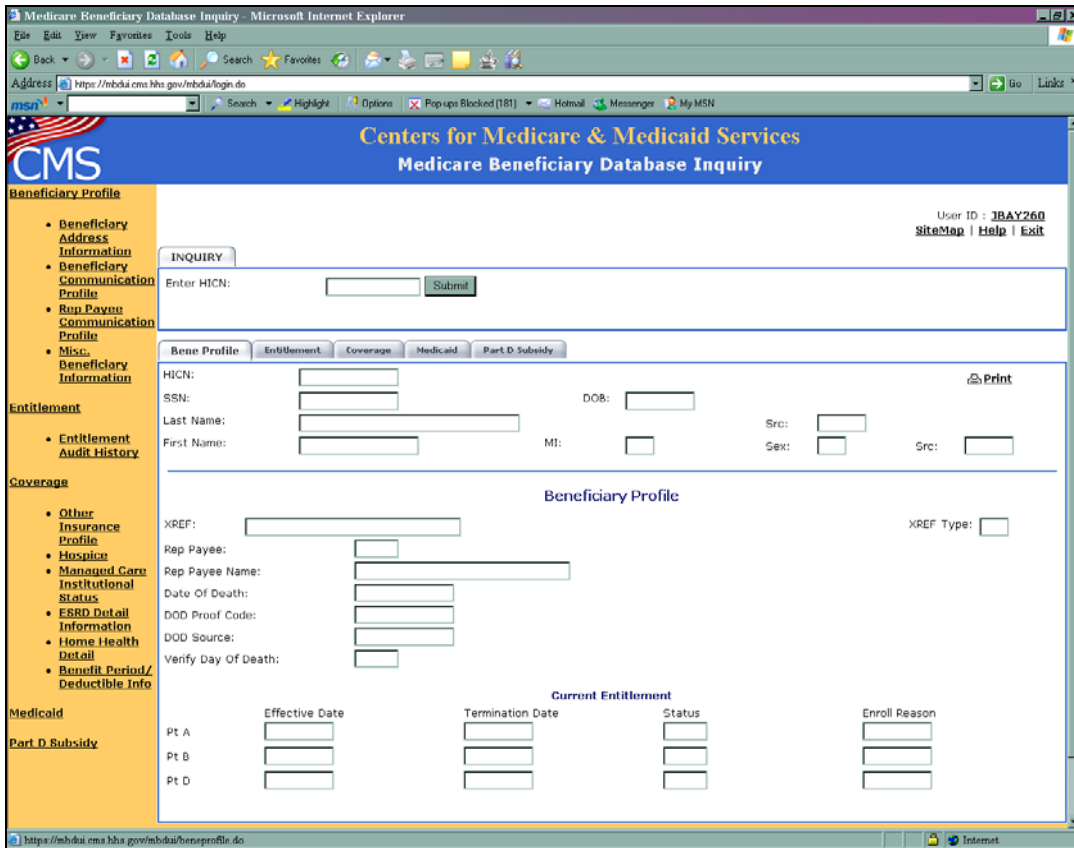 Medicare Beneficiary Database Inquiry - Microsoft Internet Explorer
File Edit View Favorites Tools Help
Back Search Favorites
Address https://mbdui.cms.hhs.gov/mbdui/login.do Go Links
msn Search Highlight Options Pop-ups Blocked (181) Hotmail Messenger My MSN
CMS
Centers for Medicare & Medicaid Services
Medicare Beneficiary Database Inquiry
Beneficiary Profile
• Beneficiary
Address
Information
• Beneficiary
Communication
Profile
• Rep Payee
Communication
Profile
• Misc.
Beneficiary
Information
Entitlement
• Entitlement
Audit History
Coverage
• Other
Insurance
Profile
• Hospice
• Managed Care
Institutional
Status
• ESRD Detail
Information
• Home Health
Detail
• Benefit Period/
Deductible Info
Medicaid
Part D Subsidy
User ID : JBAY260
SiteMap | Help | Exit
INQUIRY
Enter HICN: Submit
Bene Profile Entitlement Coverage Medicaid Part D Subsidy
HICN: Print
SSN: DOB:
Last Name: Src:
First Name: MI: Sex: Src:
Beneficiary Profile
XREF: XREF Type:
Rep Payee:
Rep Payee Name:
Date Of Death:
DOD Proof Code:
DOD Source:
Verify Day Of Death:
Current Entitlement
Effective Date Termination Date Status Enroll Reason
Pt A
Pt B
Pt D
https://mbdui.cms.hhs.gov/mbdui/beneprofile.do Internet